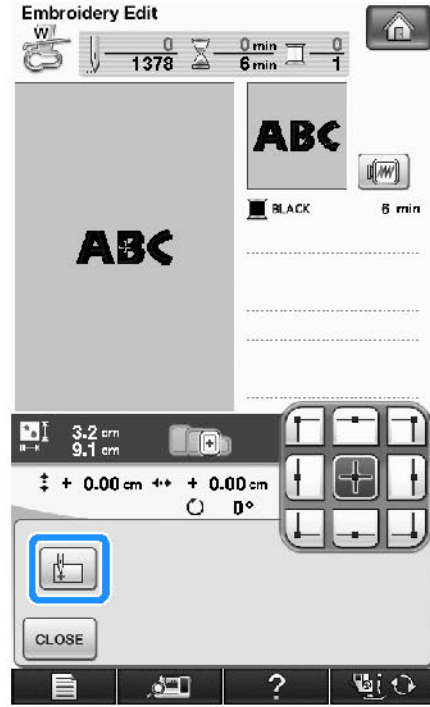 Embroidery Edit
W
0 0 min 0
1378 6 min 1
ABC
BLACK 6 min
ABC
3.2 cm
9.1 cm
+ 0.00 cm + 0.00 cm
0°
CLOSE
?